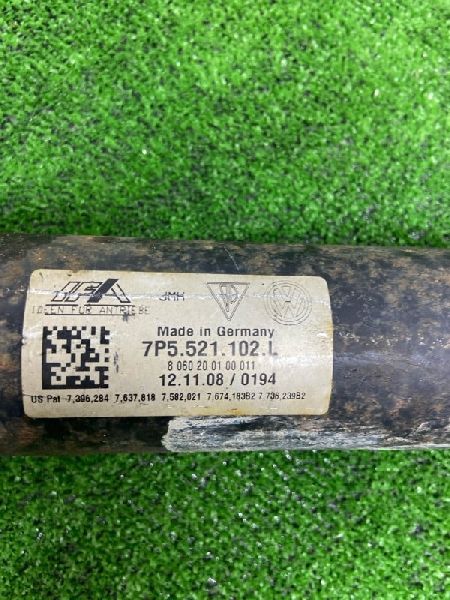 IFA JMR
IDEEN FÜR ANTRIEBE
Made in Germany
7P5.521.102.L
8 060 20 01 00 011
12.11.08 / 0194
US Pat 7,396,284 7,637,818 7,582,021 7,674,183B2 7,736,239B2